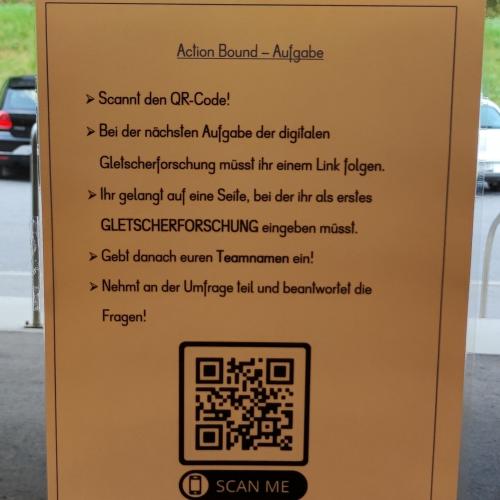 Action Bound – Aufgabe
➢ Scannt den QR-Code!
➢ Bei der nächsten Aufgabe der digitalen
Gletscherforschung müsst ihr einem Link folgen.
➢ Ihr gelangt auf eine Seite, bei der ihr als erstes
GLETSCHERFORSCHUNG eingeben müsst.
➢ Gebt danach euren Teamnamen ein!
➢ Nehmt an der Umfrage teil und beantwortet die
Fragen!
SCAN ME